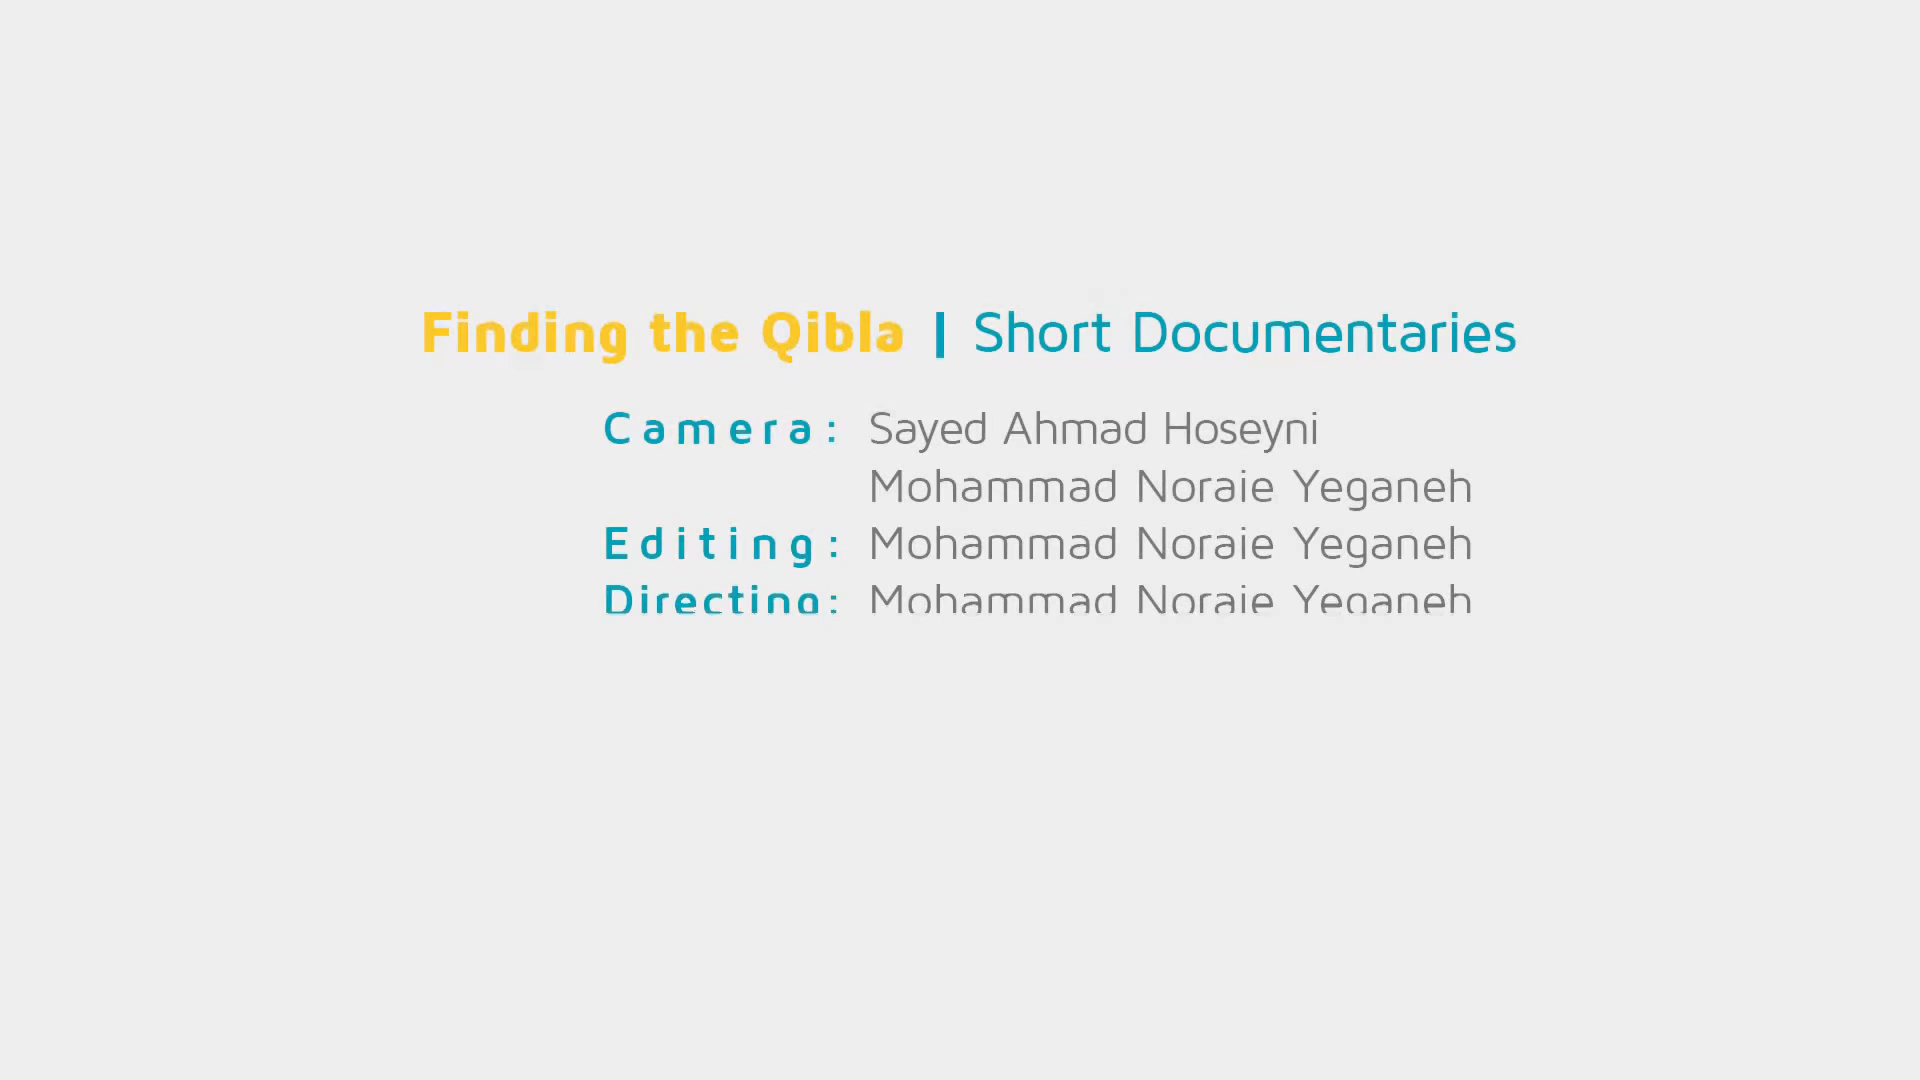 Finding the Qibla | Short Documentaries
Camera: Sayed Ahmad Hoseyni
Mohammad Noraie Yeganeh
Editing: Mohammad Noraie Yeganeh
Directing: Mohammad Noraie Yeganeh